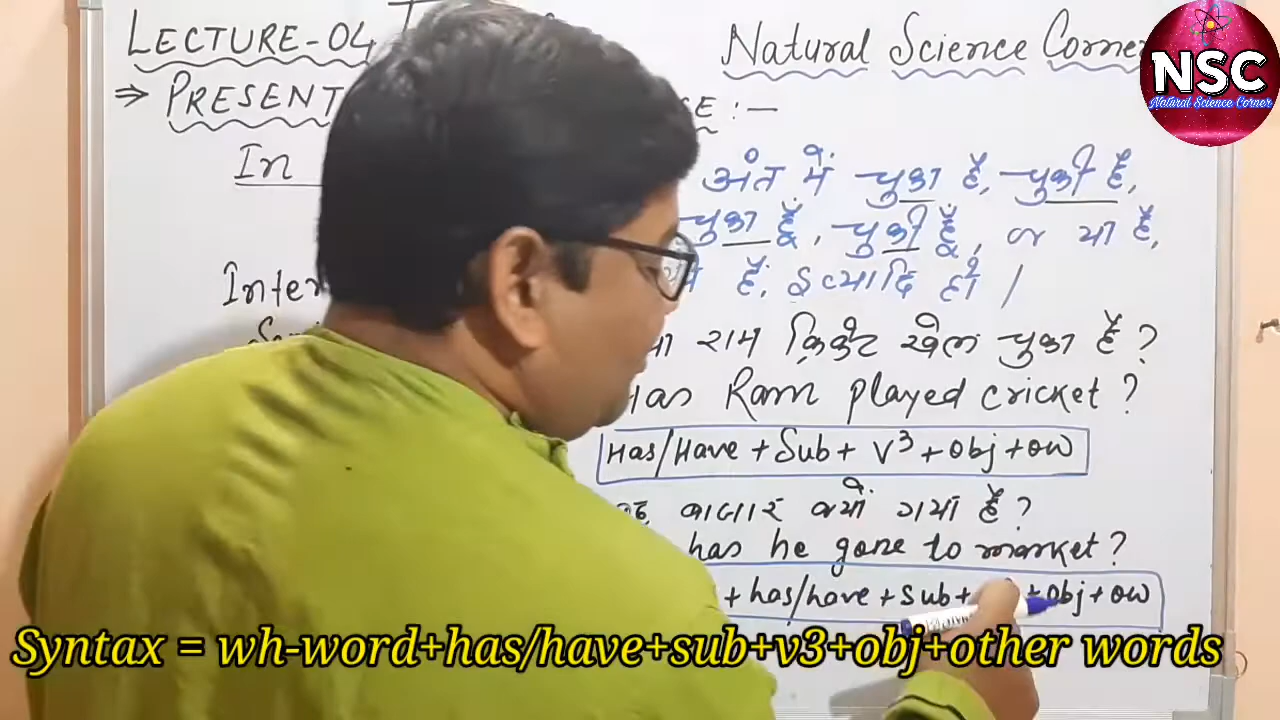 LECTURE-04
Natural Science Corner
NSC
Natural Science Corner
⇒ PRESENT
SE :-
In
अंत में चुका है, चुकी है,
चुका हूँ, चुकी हूँ, या है,
हैं, इत्यादि हो |
Inter
राम क्रिकेट खेल चुका है ?
Has Ram played cricket ?
Has/Have + Sub + V³ + Obj + OW
बाजार क्यों गया है ?
has he gone to market ?
+ has/have + Sub + + Obj + OW
Syntax = wh-word+has/have+sub+v3+obj+other words